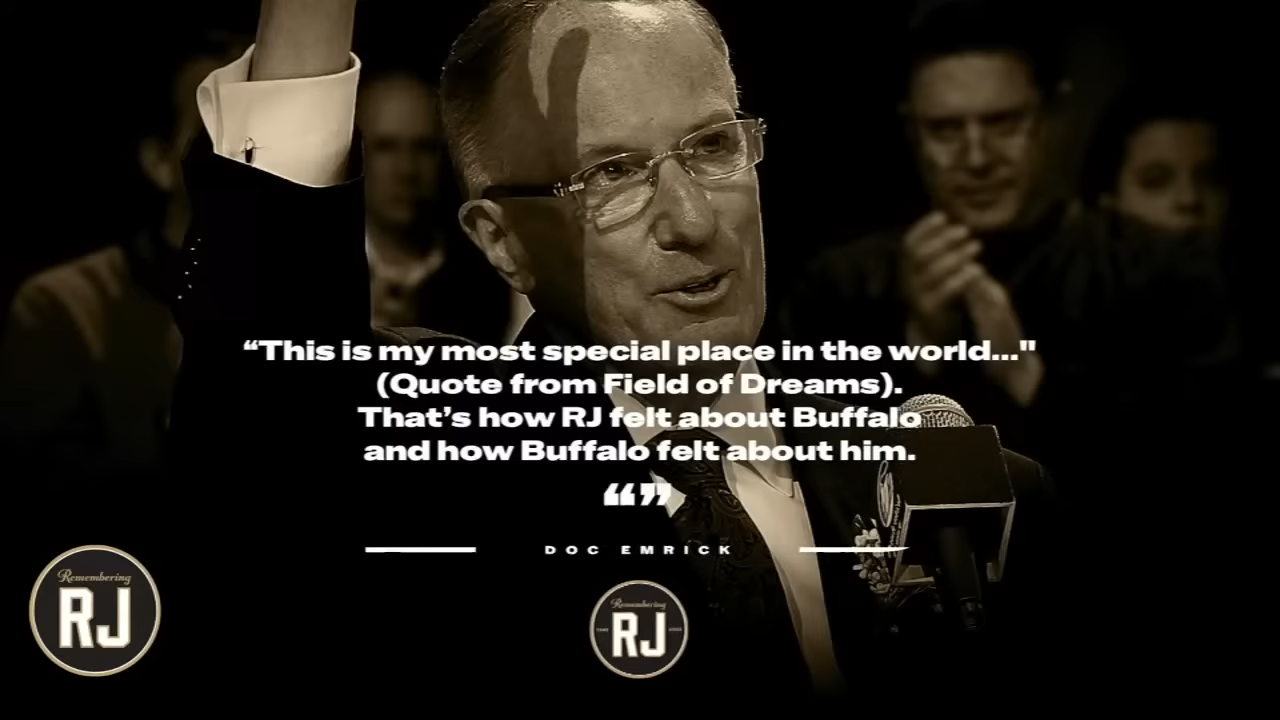 “This is my most special place in the world..."
(Quote from Field of Dreams).
That’s how RJ felt about Buffalo
and how Buffalo felt about him.
“”
DOC EMRICK
Remembering
RJ
Remembering
RJ